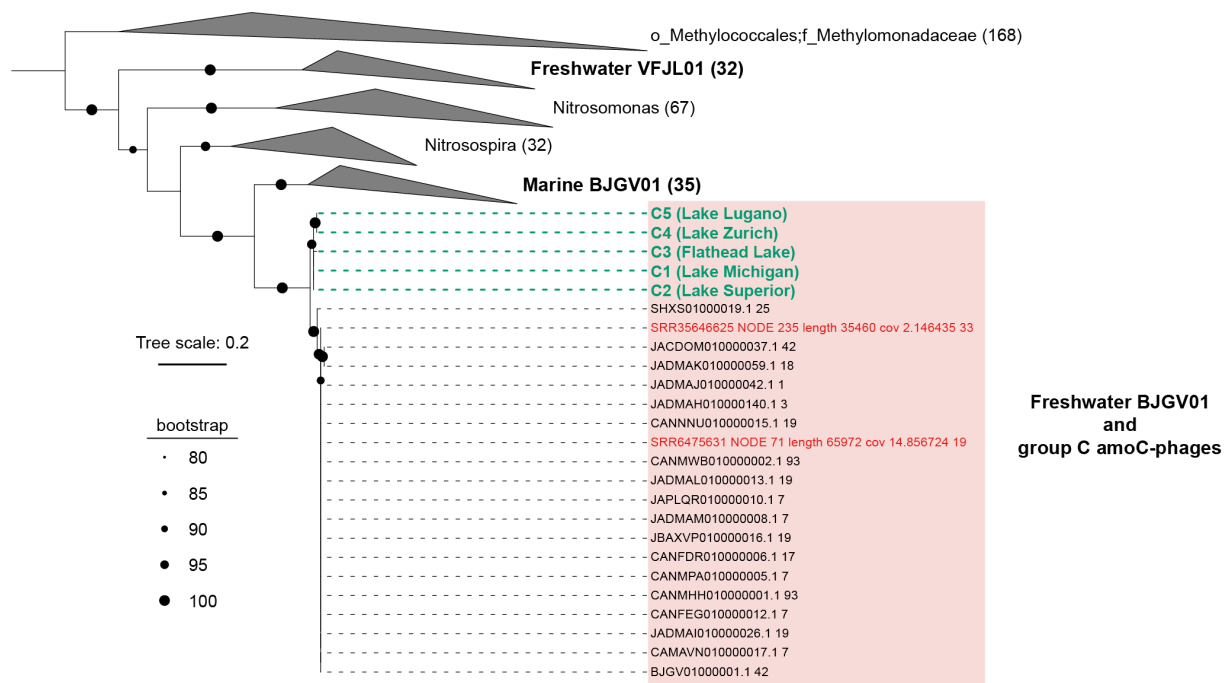 o_Methylococcales;f_Methylomonadaceae (168)
Freshwater VFJL01 (32)
Nitrosomonas (67)
Nitrosospira (32)
Marine BJGV01 (35)
C5 (Lake Lugano)
C4 (Lake Zurich)
C3 (Flathead Lake)
C1 (Lake Michigan)
C2 (Lake Superior)
SHXS01000019.1 25
SRR35646625 NODE 235 length 35460 cov 2.146435 33
JACDOM010000037.1 42
JADMAK010000059.1 18
JADMAJ010000042.1 1
JADMAH010000140.1 3
CANNNU010000015.1 19
SRR6475631 NODE 71 length 65972 cov 14.856724 19
CANMWB010000002.1 93
JADMAL010000013.1 19
JAPLQR010000010.1 7
JADMAM010000008.1 7
JBAXVP010000016.1 19
CANFDR010000006.1 17
CANMPA010000005.1 7
CANMHH010000001.1 93
CANFEG010000012.1 7
JADMAI010000026.1 19
CAMAVN010000017.1 7
BJGV01000001.1 42
Tree scale: 0.2
bootstrap
80
85
90
95
100
Freshwater BJGV01
and
group C amoC-phages